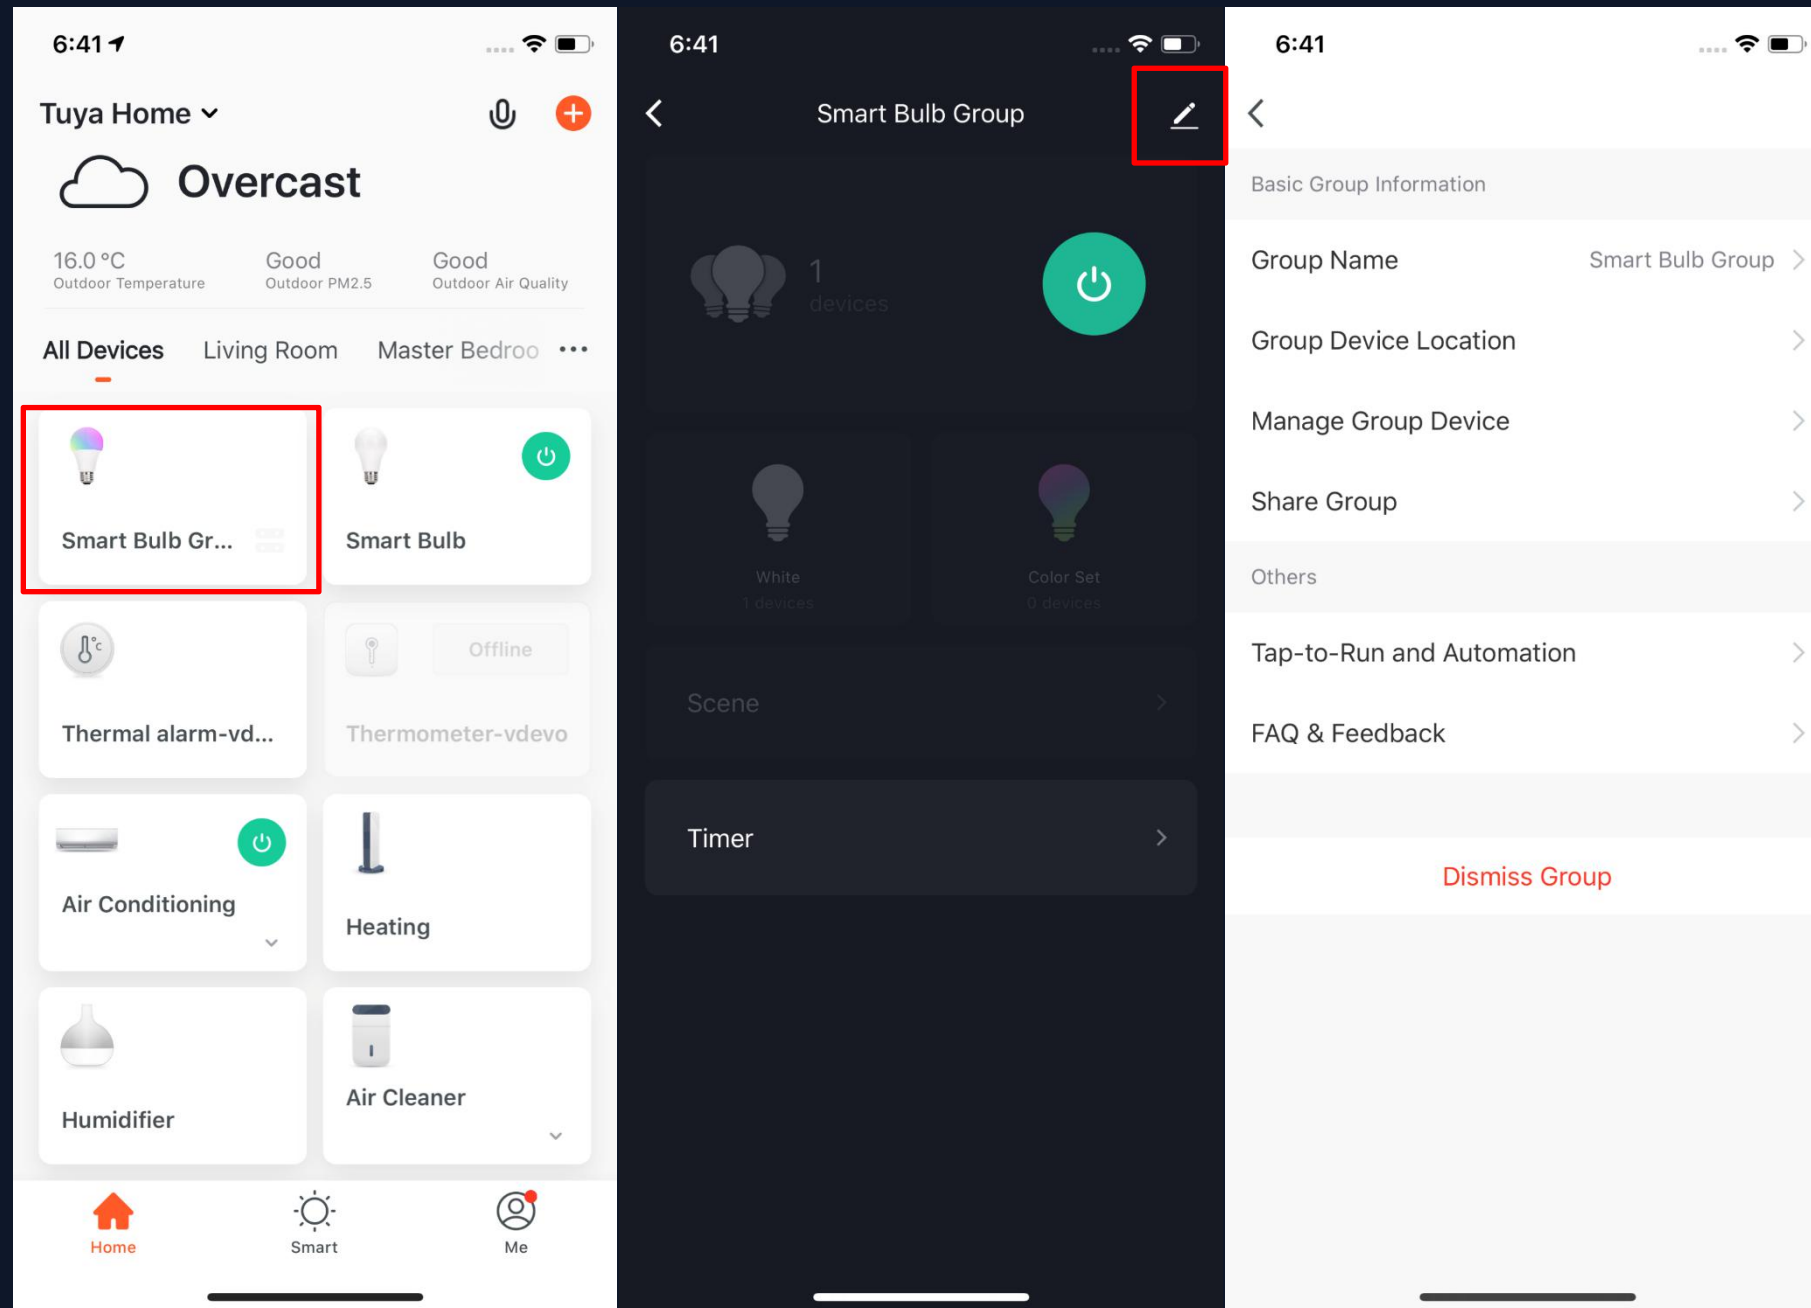 6:41
Tuya Home
Overcast
16.0 °C
Outdoor Temperature
Good
Outdoor PM2.5
Good
Outdoor Air Quality
All Devices
Living Room
Master Bedroo
Smart Bulb Gr...
Smart Bulb
Offline
Thermal alarm-vd...
Thermometer-vdevo
Air Conditioning
Heating
Humidifier
Air Cleaner
Home
Smart
Me
6:41
Smart Bulb Group
1
devices
White
1 devices
Color Set
0 devices
Scene
Timer
6:41
Basic Group Information
Group Name
Smart Bulb Group
Group Device Location
Manage Group Device
Share Group
Others
Tap-to-Run and Automation
FAQ & Feedback
Dismiss Group